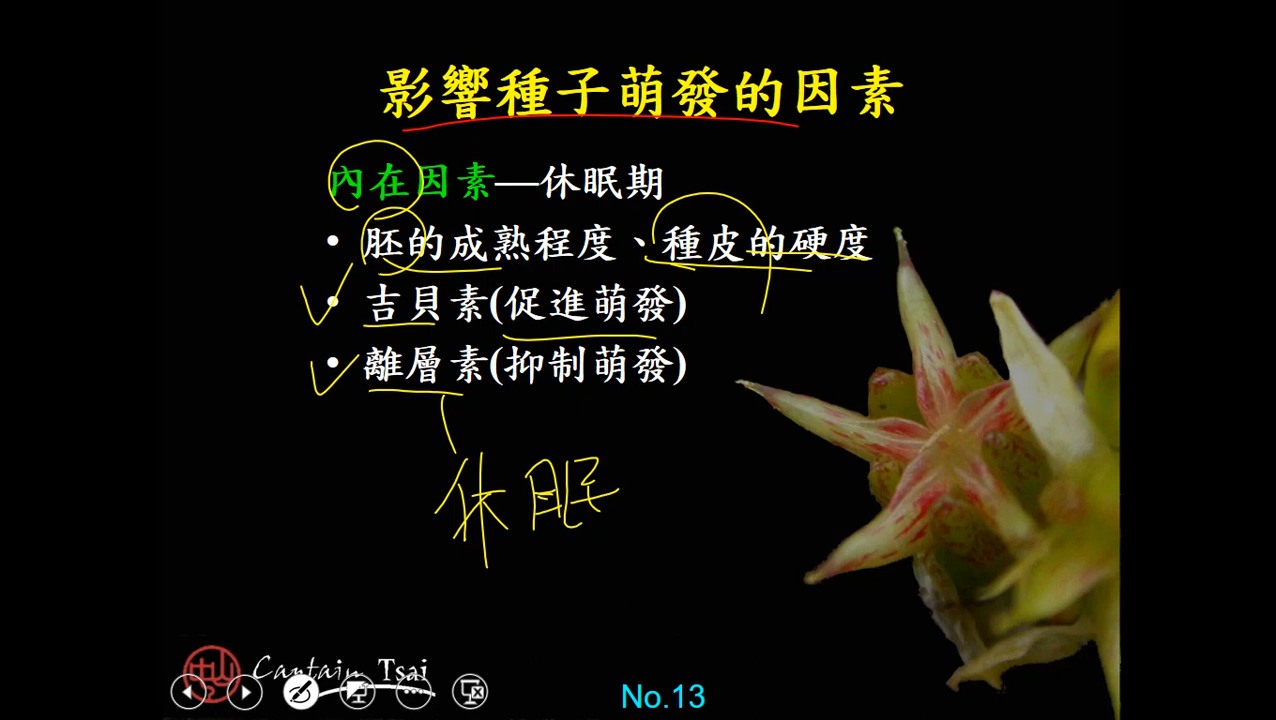 影響種子萌發的因素
內在因素—休眠期
• 胚的成熟程度、種皮的硬度
• 吉貝素(促進萌發)
• 離層素(抑制萌發)
休眠
Captain Tsai
No.13